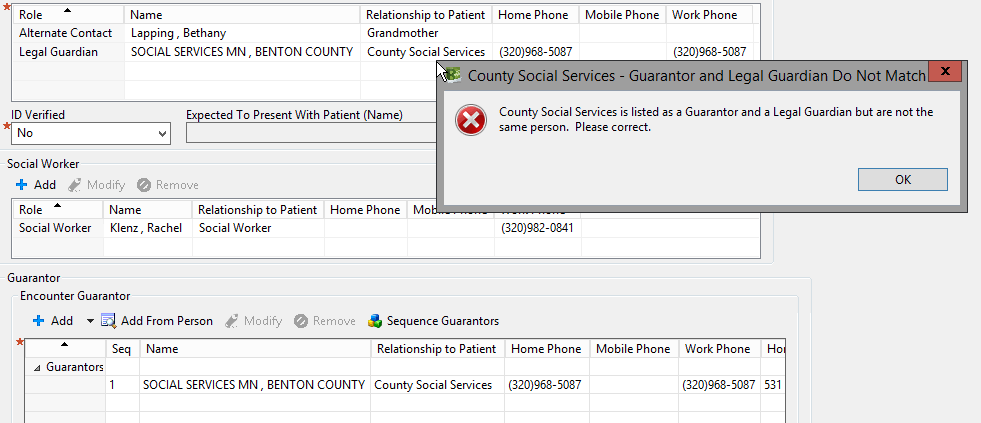 Role Name Relationship to Patient Home Phone Mobile Phone Work Phone
Alternate Contact Lapping , Bethany Grandmother
Legal Guardian SOCIAL SERVICES MN , BENTON COUNTY County Social Services (320)968-5087 (320)968-5087
County Social Services - Guarantor and Legal Guardian Do Not Match
County Social Services is listed as a Guarantor and a Legal Guardian but are not the
same person. Please correct.
OK
ID Verified Expected To Present With Patient (Name)
No
Social Worker
Add Modify Remove
Role Name Relationship to Patient Home Phone Mobile Phone Work Phone
Social Worker Klenz , Rachel Social Worker (320)982-0841
Guarantor
Encounter Guarantor
Add Add From Person Modify Remove Sequence Guarantors
Seq Name Relationship to Patient Home Phone Mobile Phone Work Phone Hor
Guarantors
1 SOCIAL SERVICES MN , BENTON COUNTY County Social Services (320)968-5087 (320)968-5087 531